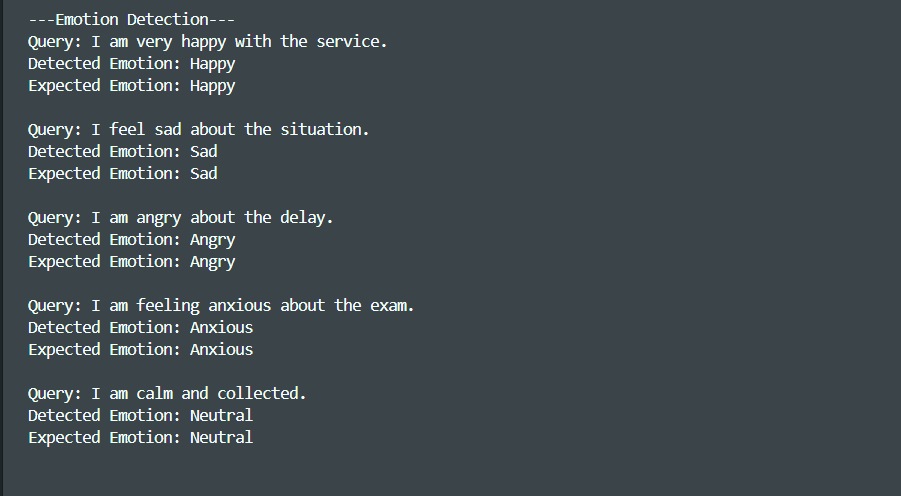 ---Emotion Detection---
Query: I am very happy with the service.
Detected Emotion: Happy
Expected Emotion: Happy
Query: I feel sad about the situation.
Detected Emotion: Sad
Expected Emotion: Sad
Query: I am angry about the delay.
Detected Emotion: Angry
Expected Emotion: Angry
Query: I am feeling anxious about the exam.
Detected Emotion: Anxious
Expected Emotion: Anxious
Query: I am calm and collected.
Detected Emotion: Neutral
Expected Emotion: Neutral